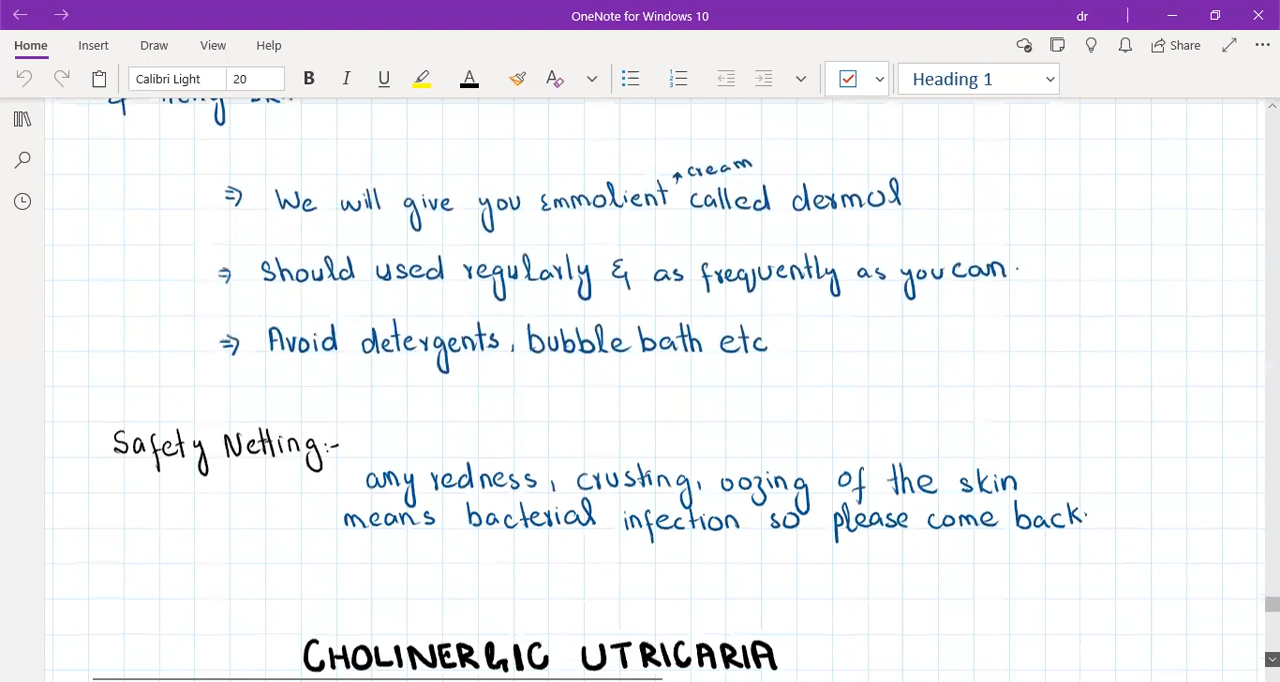 OneNote for Windows 10
dr
Home Insert Draw View Help
Share
Calibri Light 20 B I U A A Heading 1
⇒ We will give you Emmolient ↑cream called dermol
⇒ Should used regularly & as frequently as you can.
⇒ Avoid detergents, bubble bath etc
Safety Netting:-
any redness, crusting, oozing of the skin
means bacterial infection so please come back.
CHOLINERGIC UTRICARIA